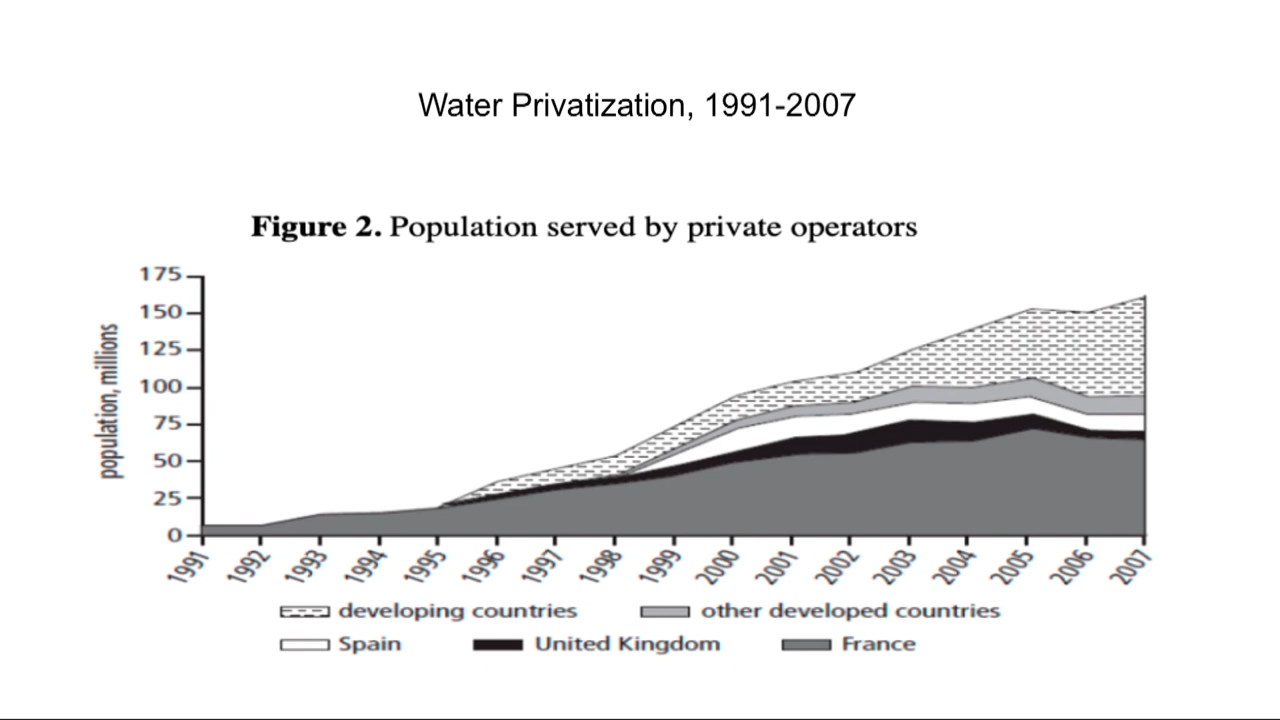 Water Privatization, 1991-2007
Figure 2. Population served by private operators
population, millions
175
150
125
100
75
50
25
0
1991 1992 1993 1994 1995 1996 1997 1998 1999 2000 2001 2002 2003 2004 2005 2006 2007
developing countries other developed countries
Spain United Kingdom France